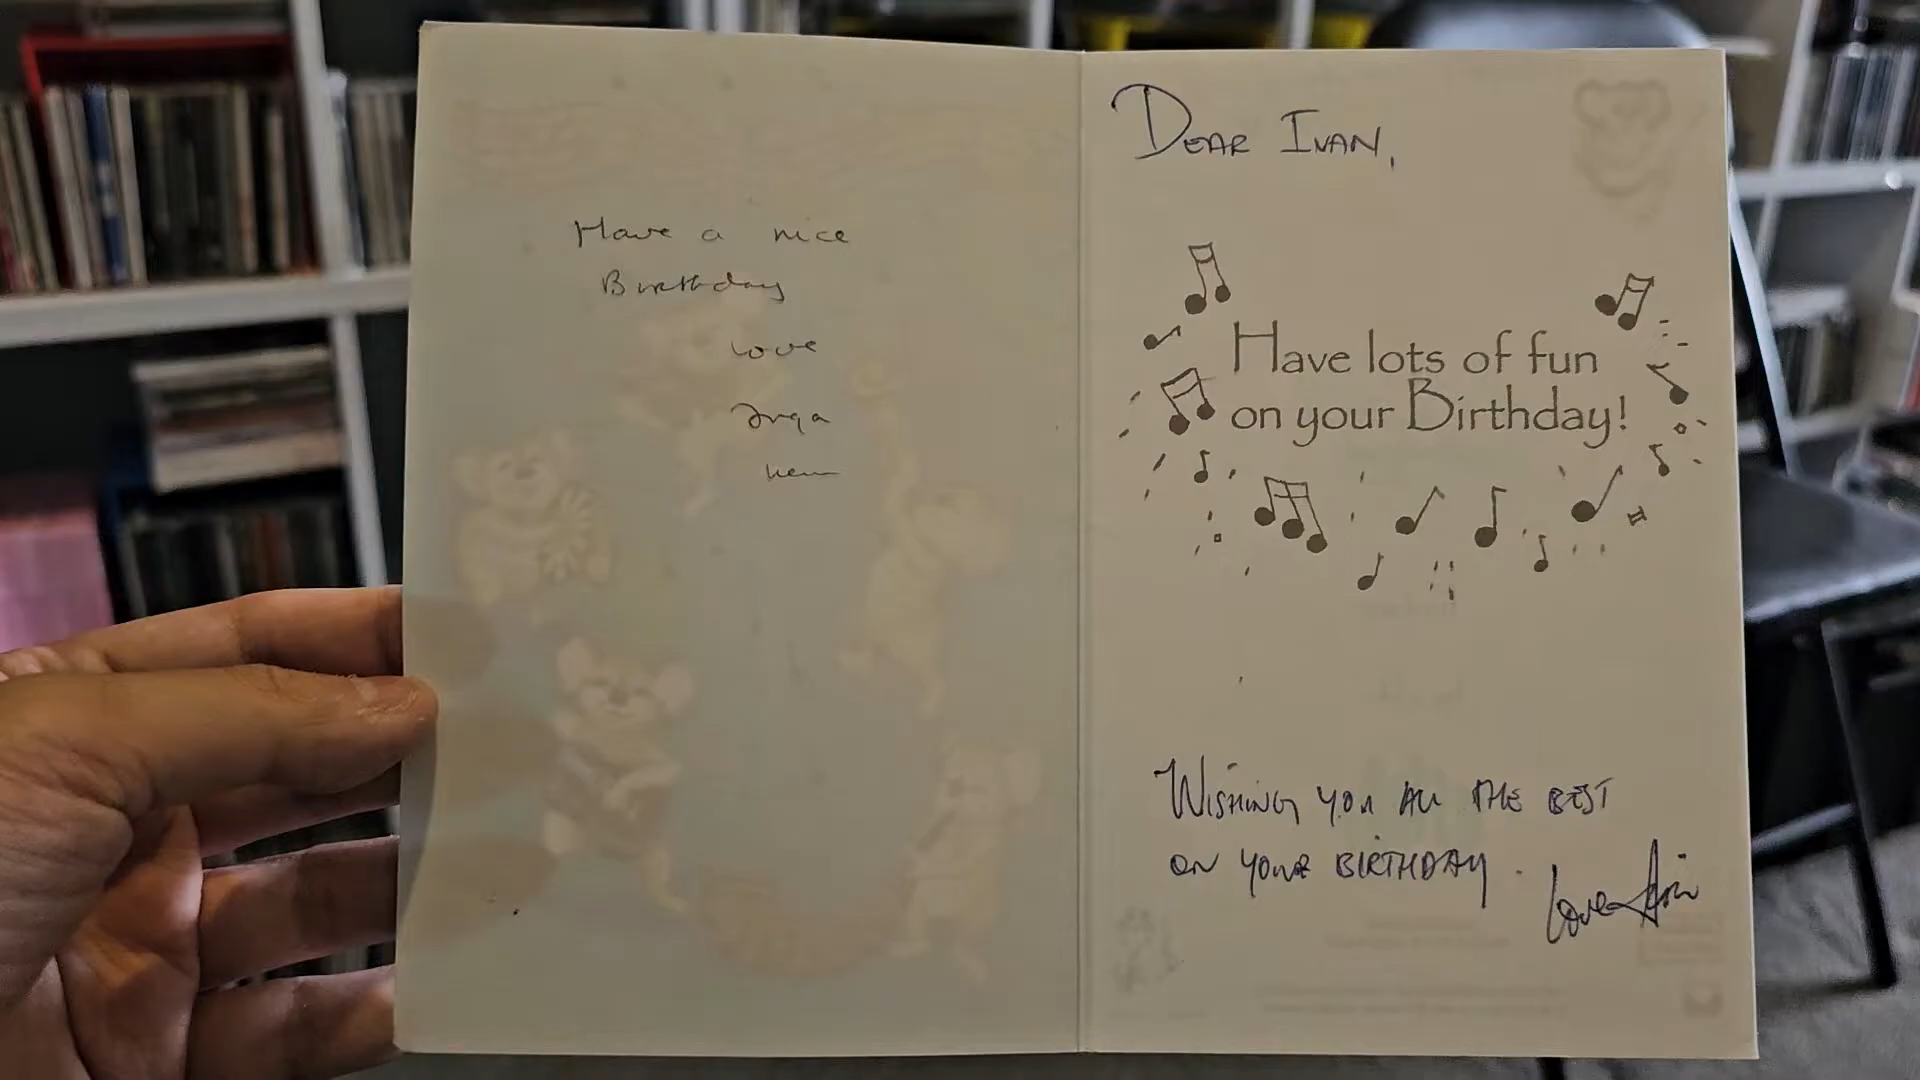 Have a nice
Birthday
love
DEAR IVAN,
Have lots of fun
on your Birthday!
WISHING YOU ALL THE BEST
ON YOUR BIRTHDAY.
love